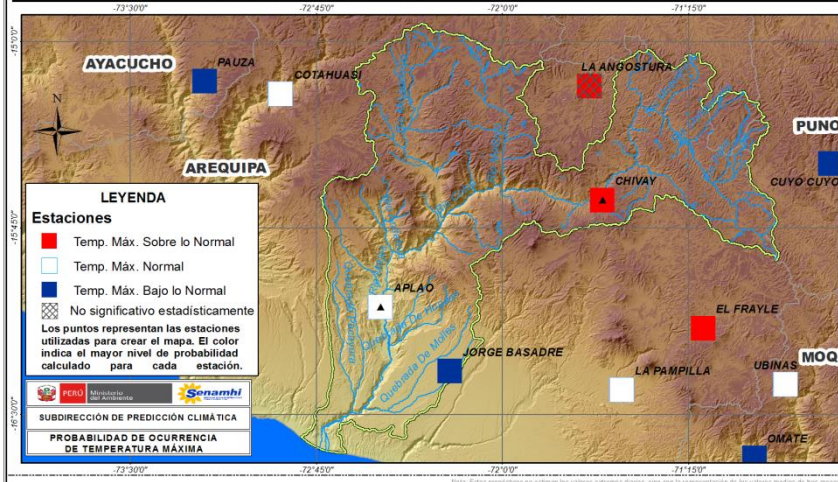 -73°30'0"
-72°45'0"
-72°0'0"
-71°15'0"
-15°0'0"
-15°45'0"
-16°30'0"
AYACUCHO
PAUZA
COTAHUASI
LA ANGOSTURA
PUNO
N
AREQUIPA
CHIVAY
CUYO CUYO
LEYENDA
Estaciones
Temp. Máx. Sobre lo Normal
Temp. Máx. Normal
Temp. Máx. Bajo lo Normal
No significativo estadísticamente
Los puntos representan las estaciones
utilizadas para crear el mapa. El color
indica el mayor nivel de probabilidad
calculado para cada estación.
APLAO
EL FRAYLE
Quebrada De Molles
JORGE BASADRE
LA PAMPILLA
UBINAS
MOQ
OMATE
PERÚ
Ministerio
del Ambiente
Senamhi
SUBDIRECCIÓN DE PREDICCIÓN CLIMÁTICA
PROBABILIDAD DE OCURRENCIA
DE TEMPERATURA MÁXIMA
-73°30'0"
-72°45'0"
-72°0'0"
-71°15'0"